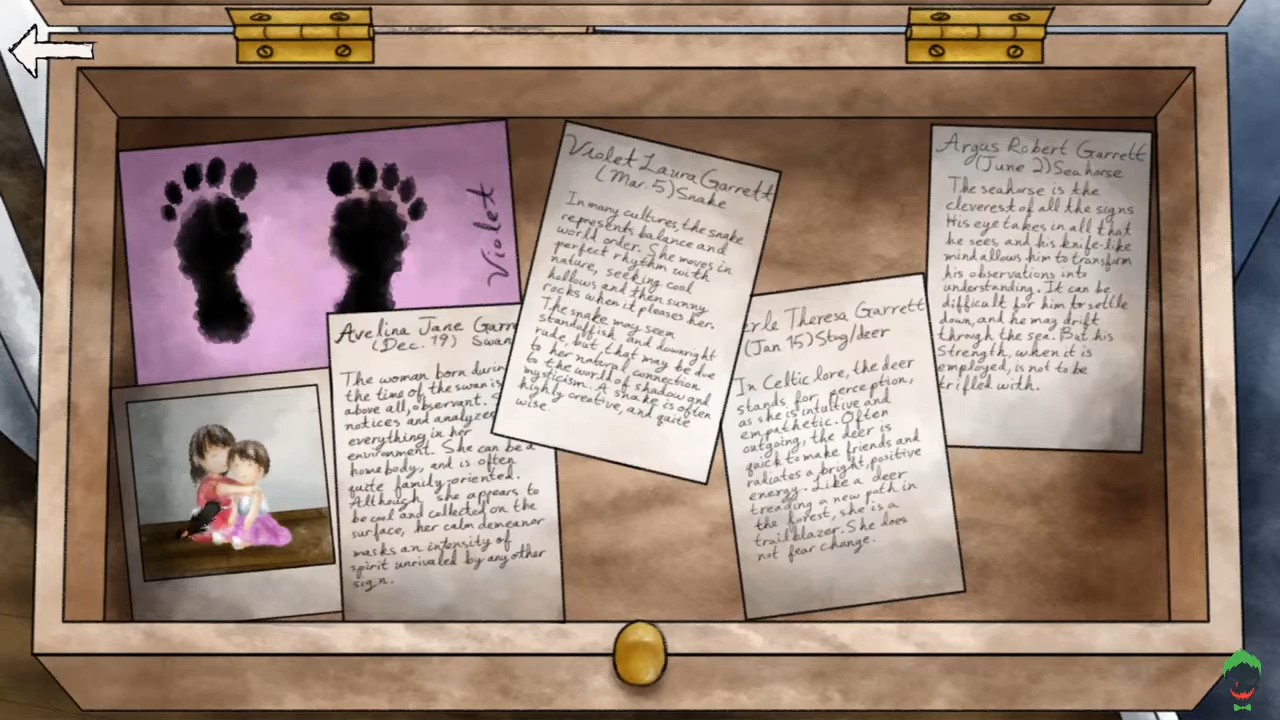 Violet
Avelina Jane
(Dec. 19) Swan
The woman born
the time of the swan is
above all, observant.
notices and analyzes
everything in her
environment. She can be a
homebody, and is often
quite family-oriented.
Although she appears to
be cool and collected on the
surface, her calm demeanor
masks an intensity of
spirit unrivaled by any other
sign.
Violet Laura Garrett
(Mar. 5) Snake
In many cultures, the snake
represents balance and
world order. She moves in
perfect rhythm with
nature, seeking cool
hollows and then sunny
rocks when it pleases her.
The snake may seem
standoffish and downright
rude, but that may be due
to her natural connection
to the world of shadow and
mysticism. A snake is often
highly creative, and quite
wise.
Theresa Garrett
(Jan 15) Stag/deer
In Celtic lore, the deer
stands for perception,
as she is intuitive and
empathetic. Often
outgoing, the deer is
quick to make friends and
radiates a bright, positive
energy. Like a deer
treading a new path in
the forest, she is a
trailblazer. She does
not fear change.
Argus Robert Garrett
(June 2) Seahorse
The seahorse is the
cleverest of all the signs
His eye takes in all that
he sees, and his knife-like
mind allows him to transform
his observations into
understanding. It can be
difficult for him to settle
down, and he may drift
through the sea. But his
strength, when it is
employed, is not to be
trifled with.